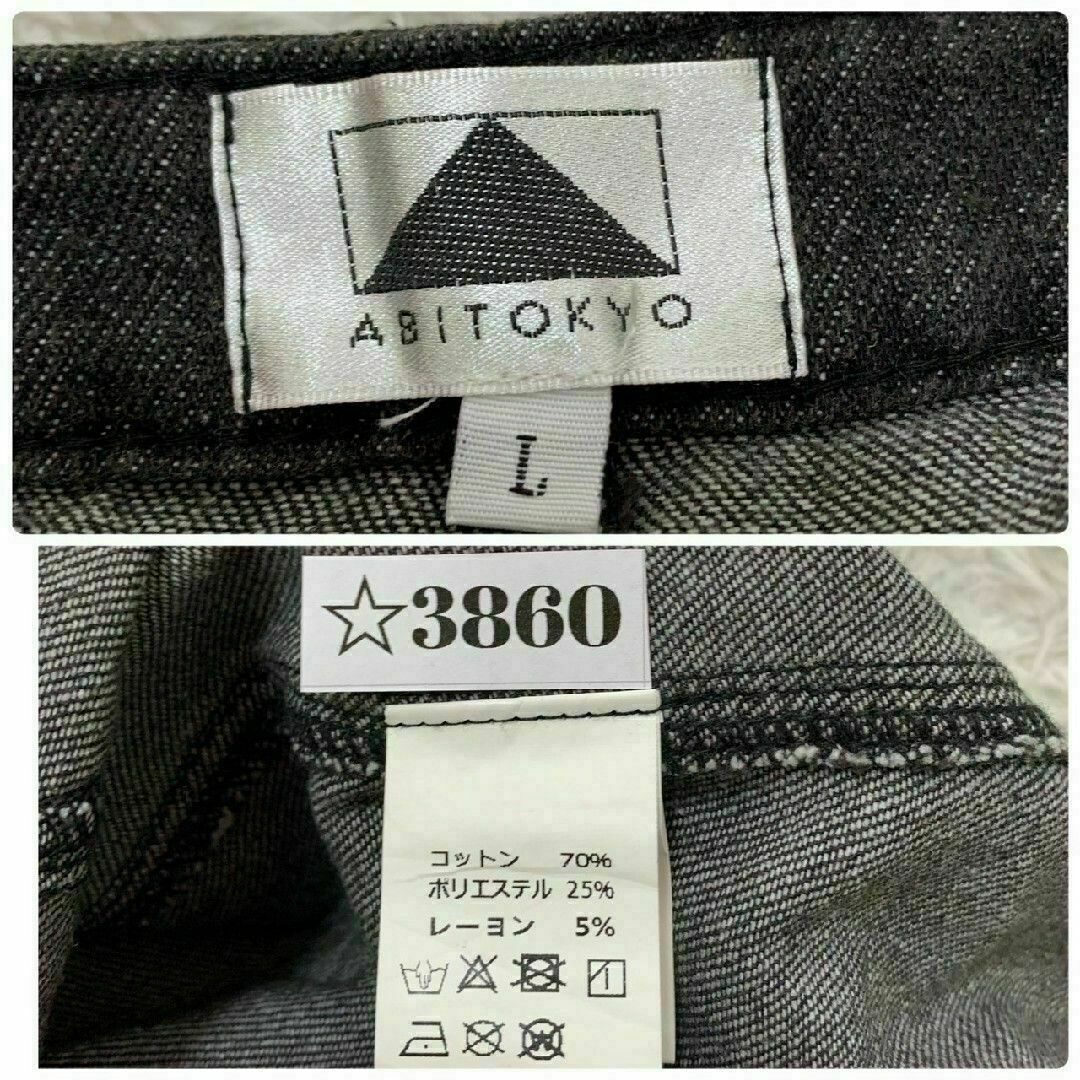 ABITOKYO
L
☆3860
コットン 70%
ポリエステル 25%
レーヨン 5%